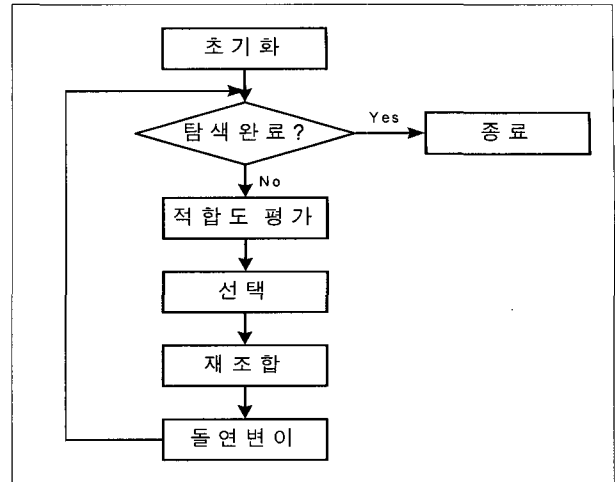 초기화
탐색완료?
Yes
종료
No
적합도 평가
선택
재조합
돌연변이